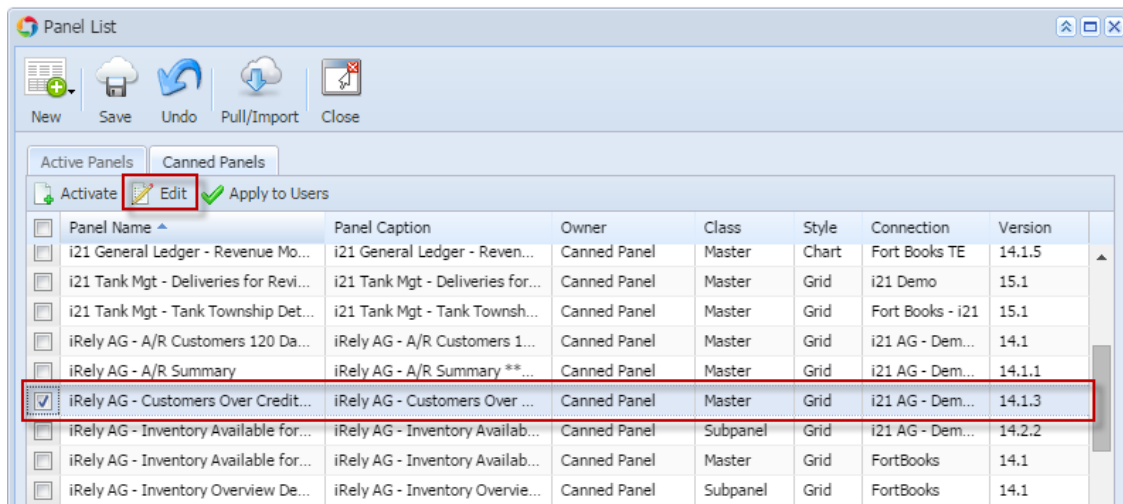 Panel List
New Save Undo Pull/Import Close
Active Panels Canned Panels
Activate Edit Apply to Users
Panel Name Panel Caption Owner Class Style Connection Version
i21 General Ledger - Revenue Mo... i21 General Ledger - Reven... Canned Panel Master Chart Fort Books TE 14.1.5
i21 Tank Mgt - Deliveries for Revi... i21 Tank Mgt - Deliveries for... Canned Panel Master Grid i21 Demo 15.1
i21 Tank Mgt - Tank Township Det... i21 Tank Mgt - Tank Townsh... Canned Panel Master Grid Fort Books - i21 15.1
iRely AG - A/R Customers 120 Da... iRely AG - A/R Customers 1... Canned Panel Master Grid i21 AG - Dem... 14.1
iRely AG - A/R Summary iRely AG - A/R Summary **... Canned Panel Master Grid i21 AG - Dem... 14.1.1
iRely AG - Customers Over Credit... iRely AG - Customers Over ... Canned Panel Master Grid i21 AG - Dem... 14.1.3
iRely AG - Inventory Available for... iRely AG - Inventory Availab... Canned Panel Subpanel Grid i21 AG - Dem... 14.2.2
iRely AG - Inventory Available for... iRely AG - Inventory Availab... Canned Panel Master Grid FortBooks 14.1
iRely AG - Inventory Overview De... iRely AG - Inventory Overvie... Canned Panel Subpanel Grid FortBooks 14.1